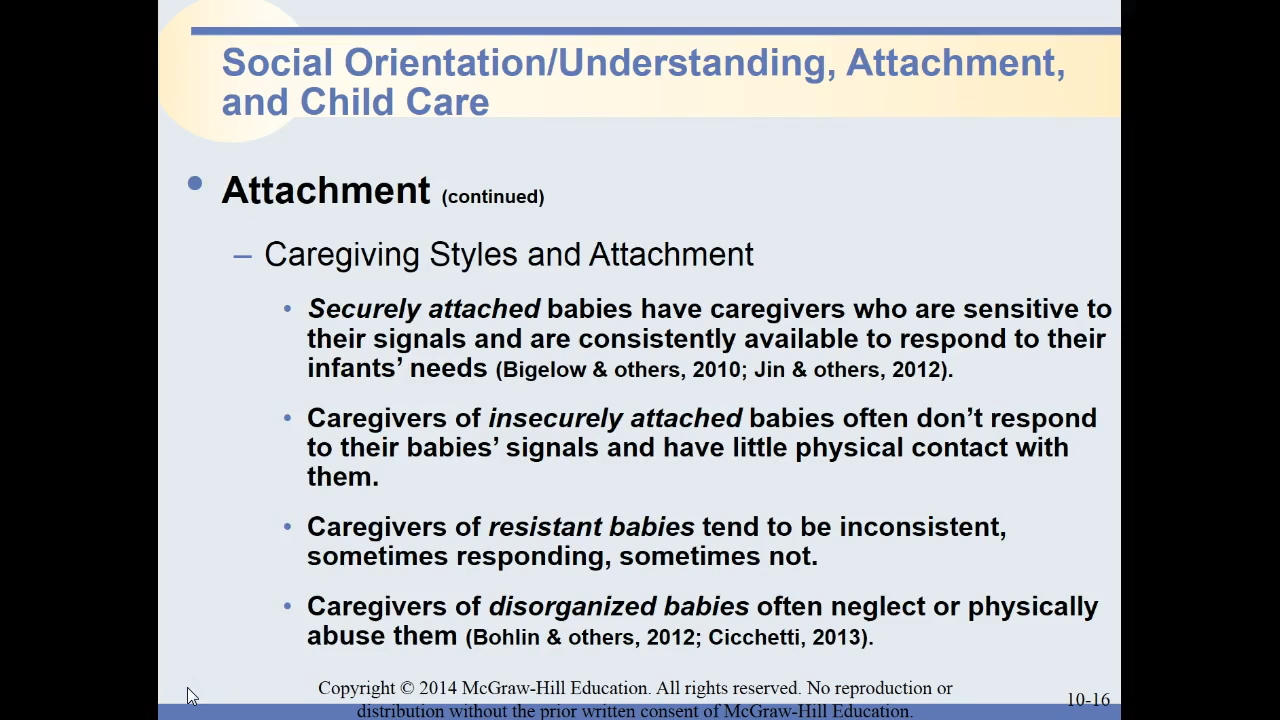 Social Orientation/Understanding, Attachment,
and Child Care
• Attachment (continued)
– Caregiving Styles and Attachment
• Securely attached babies have caregivers who are sensitive to
their signals and are consistently available to respond to their
infants’ needs (Bigelow & others, 2010; Jin & others, 2012).
• Caregivers of insecurely attached babies often don’t respond
to their babies’ signals and have little physical contact with
them.
• Caregivers of resistant babies tend to be inconsistent,
sometimes responding, sometimes not.
• Caregivers of disorganized babies often neglect or physically
abuse them (Bohlin & others, 2012; Cicchetti, 2013).
Copyright © 2014 McGraw-Hill Education. All rights reserved. No reproduction or
distribution without the prior written consent of McGraw-Hill Education.
10-16